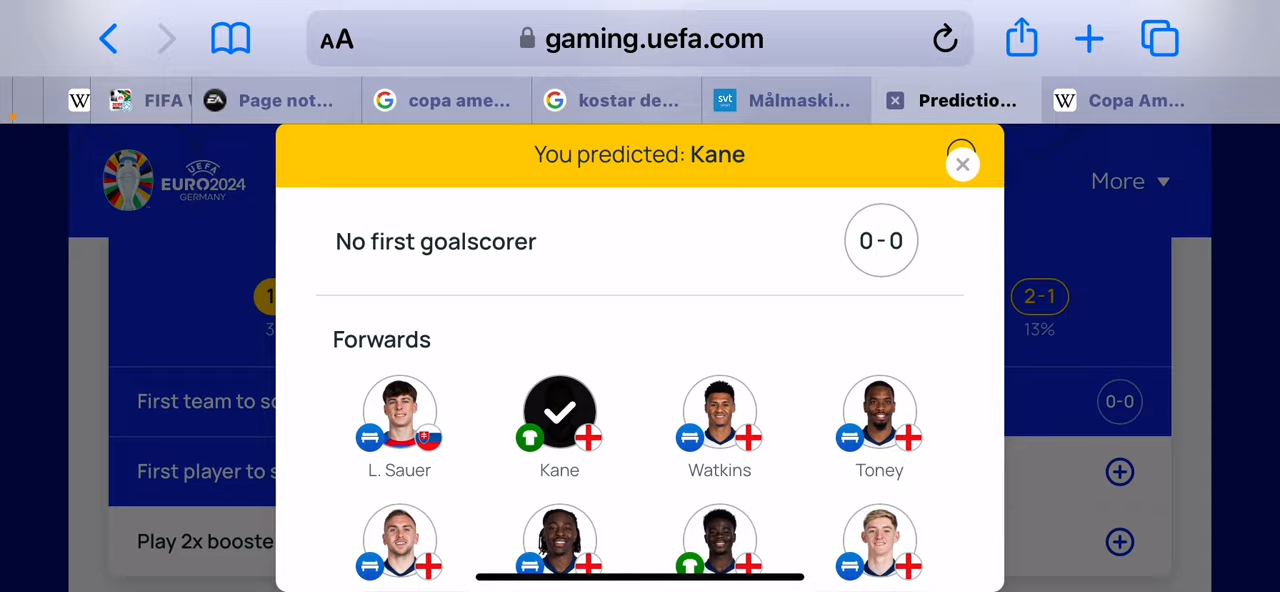 AA gaming.uefa.com
W FIFA EA Page not... G copa ame... G kostar de... svt Målmaski... Predictio... W Copa Am...
You predicted: Kane
UEFA
EURO2024
GERMANY
More
No first goalscorer 0-0
2-1
13%
Forwards
First team to 0-0
L. Sauer Kane Watkins Toney
First player to
Play 2x booste